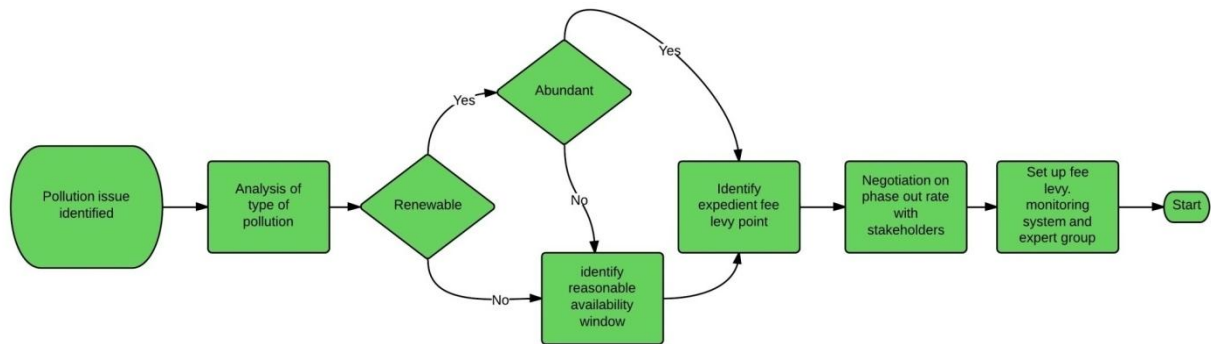 Pollution issue
identified
Analysis of
type of
pollution
Renewable
Yes
No
Abundant
Yes
No
identify
reasonable
availability
window
Identify
expedient fee
levy point
Negotiation on
phase out rate
with
stakeholders
Set up fee
levy.
monitoring
system and
expert group
Start